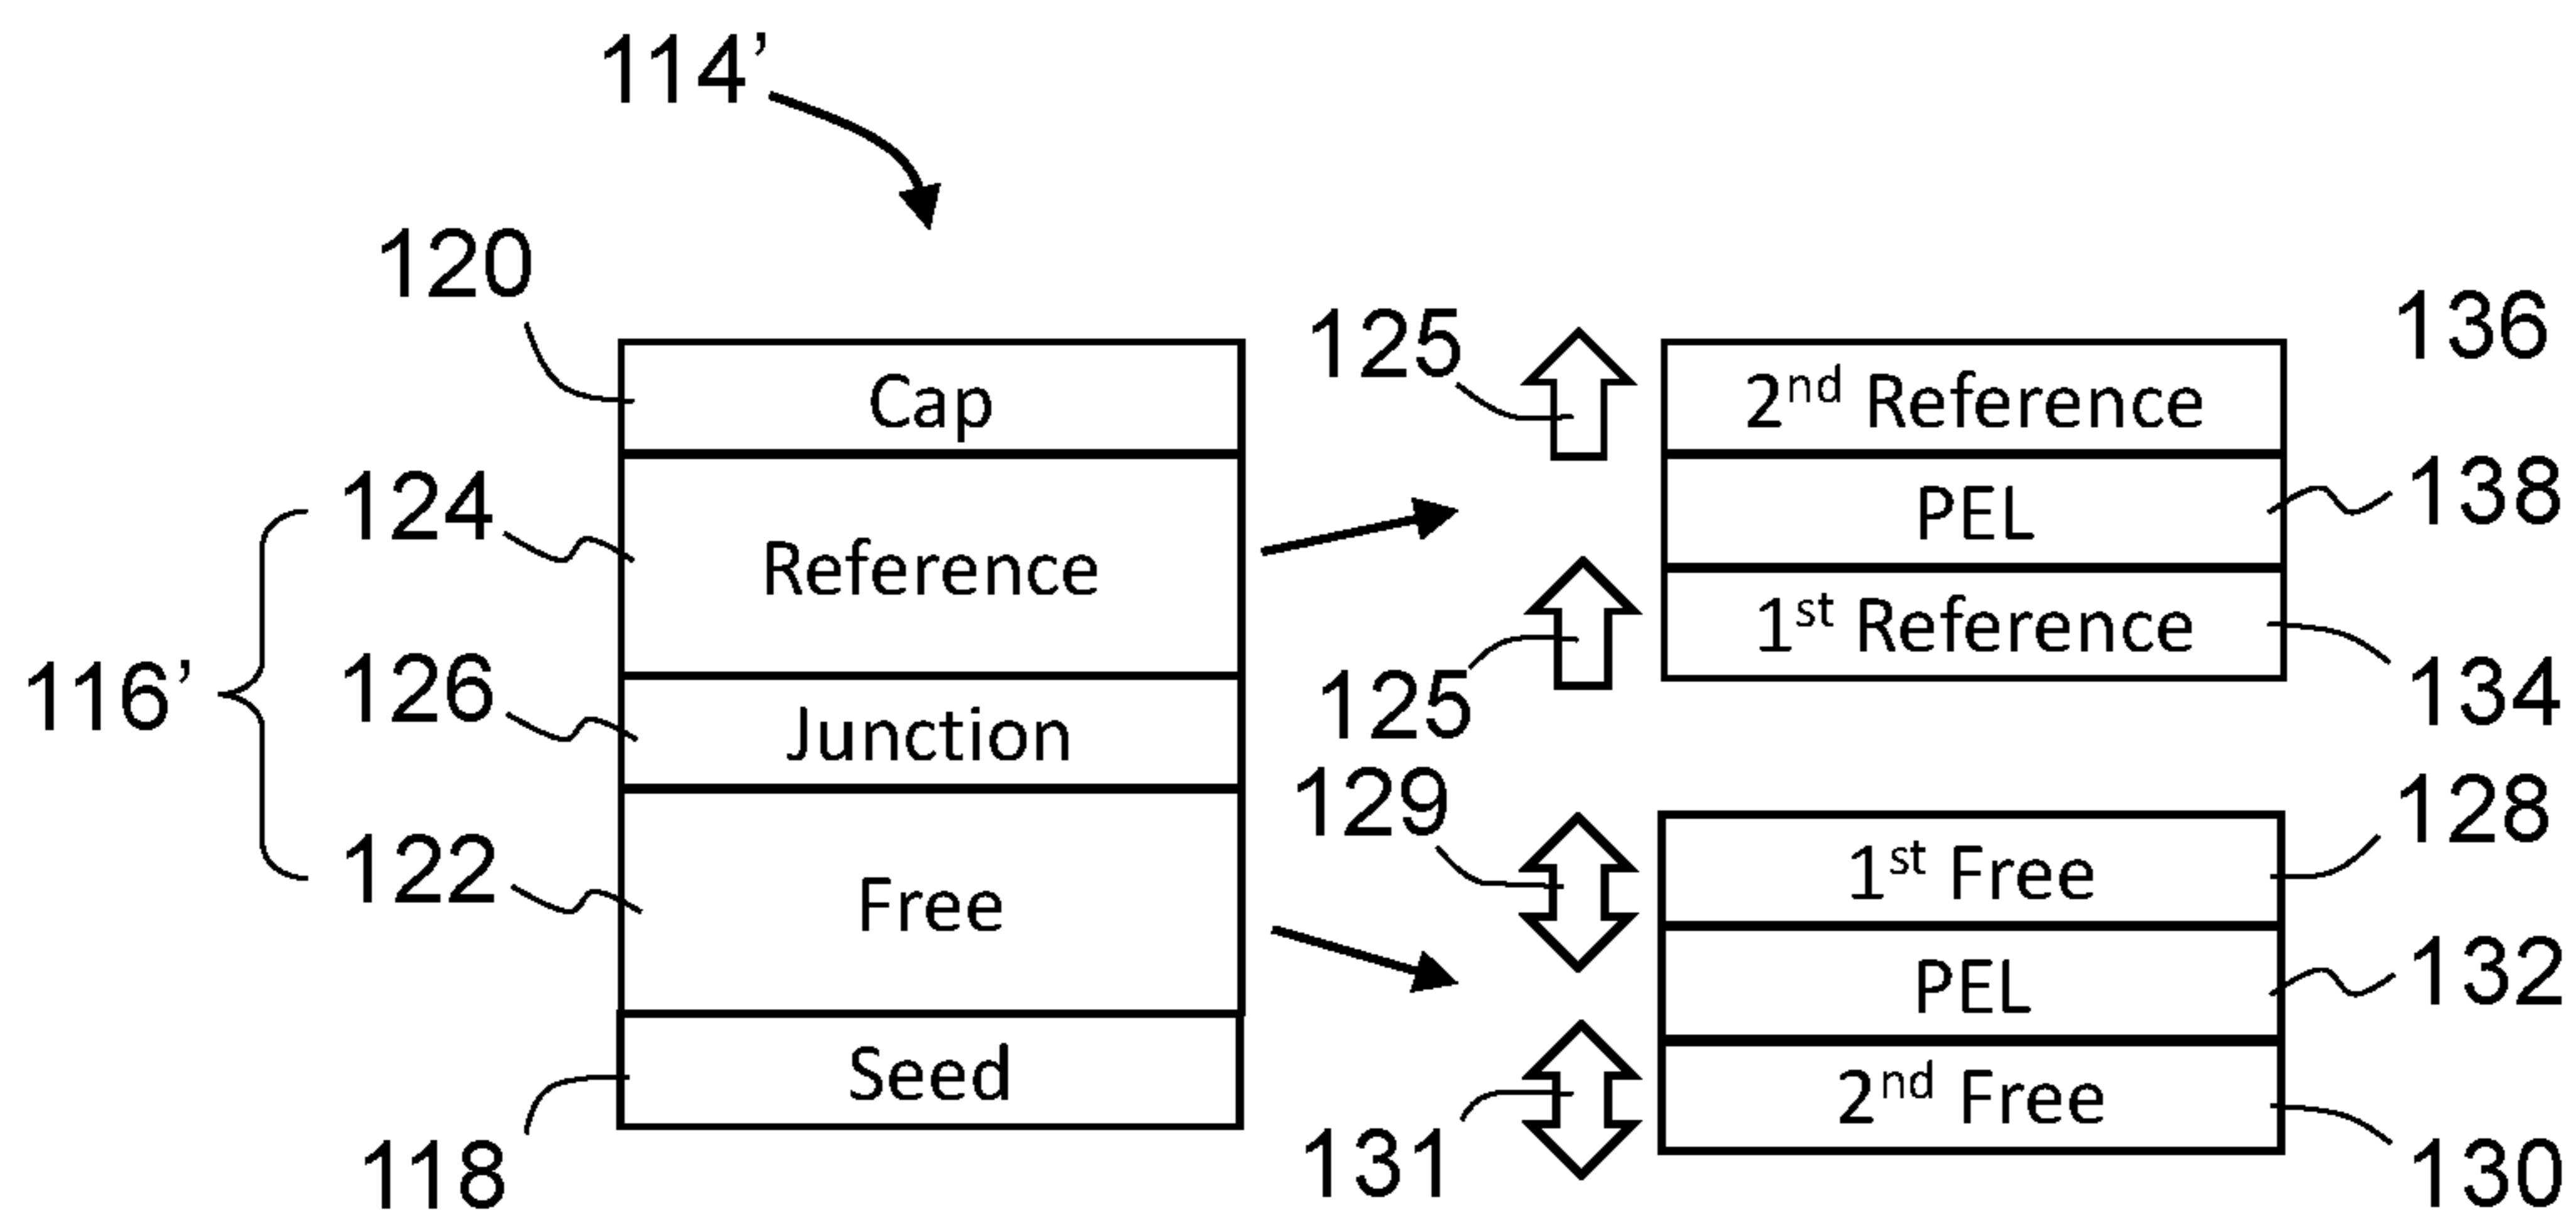 114’
120
Cap
124
Reference
116’
126
Junction
122
Free
118
Seed
125
136
2nd Reference
138
PEL
125
1st Reference
134
129
128
1st Free
132
PEL
131
2nd Free
130